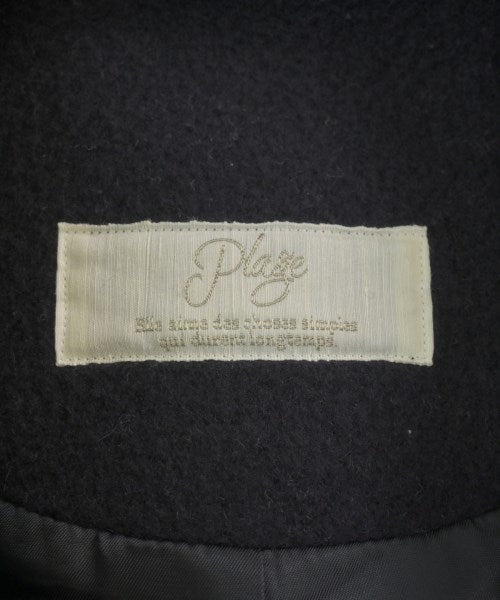 Plage
Elle aime des choses simples
qui durent longtemps.